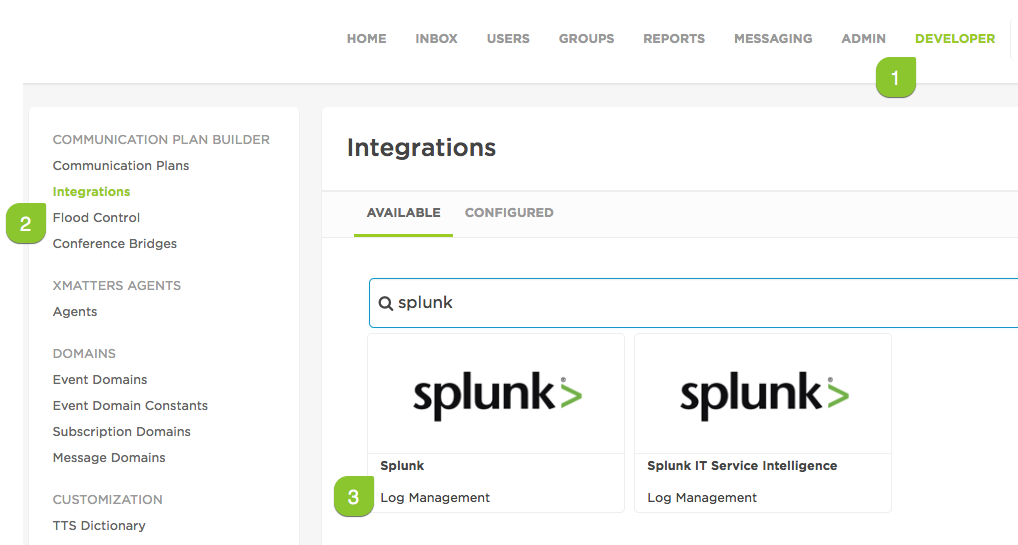 HOME INBOX USERS GROUPS REPORTS MESSAGING ADMIN DEVELOPER
1
COMMUNICATION PLAN BUILDER
Communication Plans
Integrations
2
Flood Control
Conference Bridges
XMATTERS AGENTS
Agents
DOMAINS
Event Domains
Event Domain Constants
Subscription Domains
Message Domains
CUSTOMIZATION
TTS Dictionary
Integrations
AVAILABLE CONFIGURED
splunk
splunk>®
Splunk
3
Log Management
splunk>®
Splunk IT Service Intelligence
Log Management